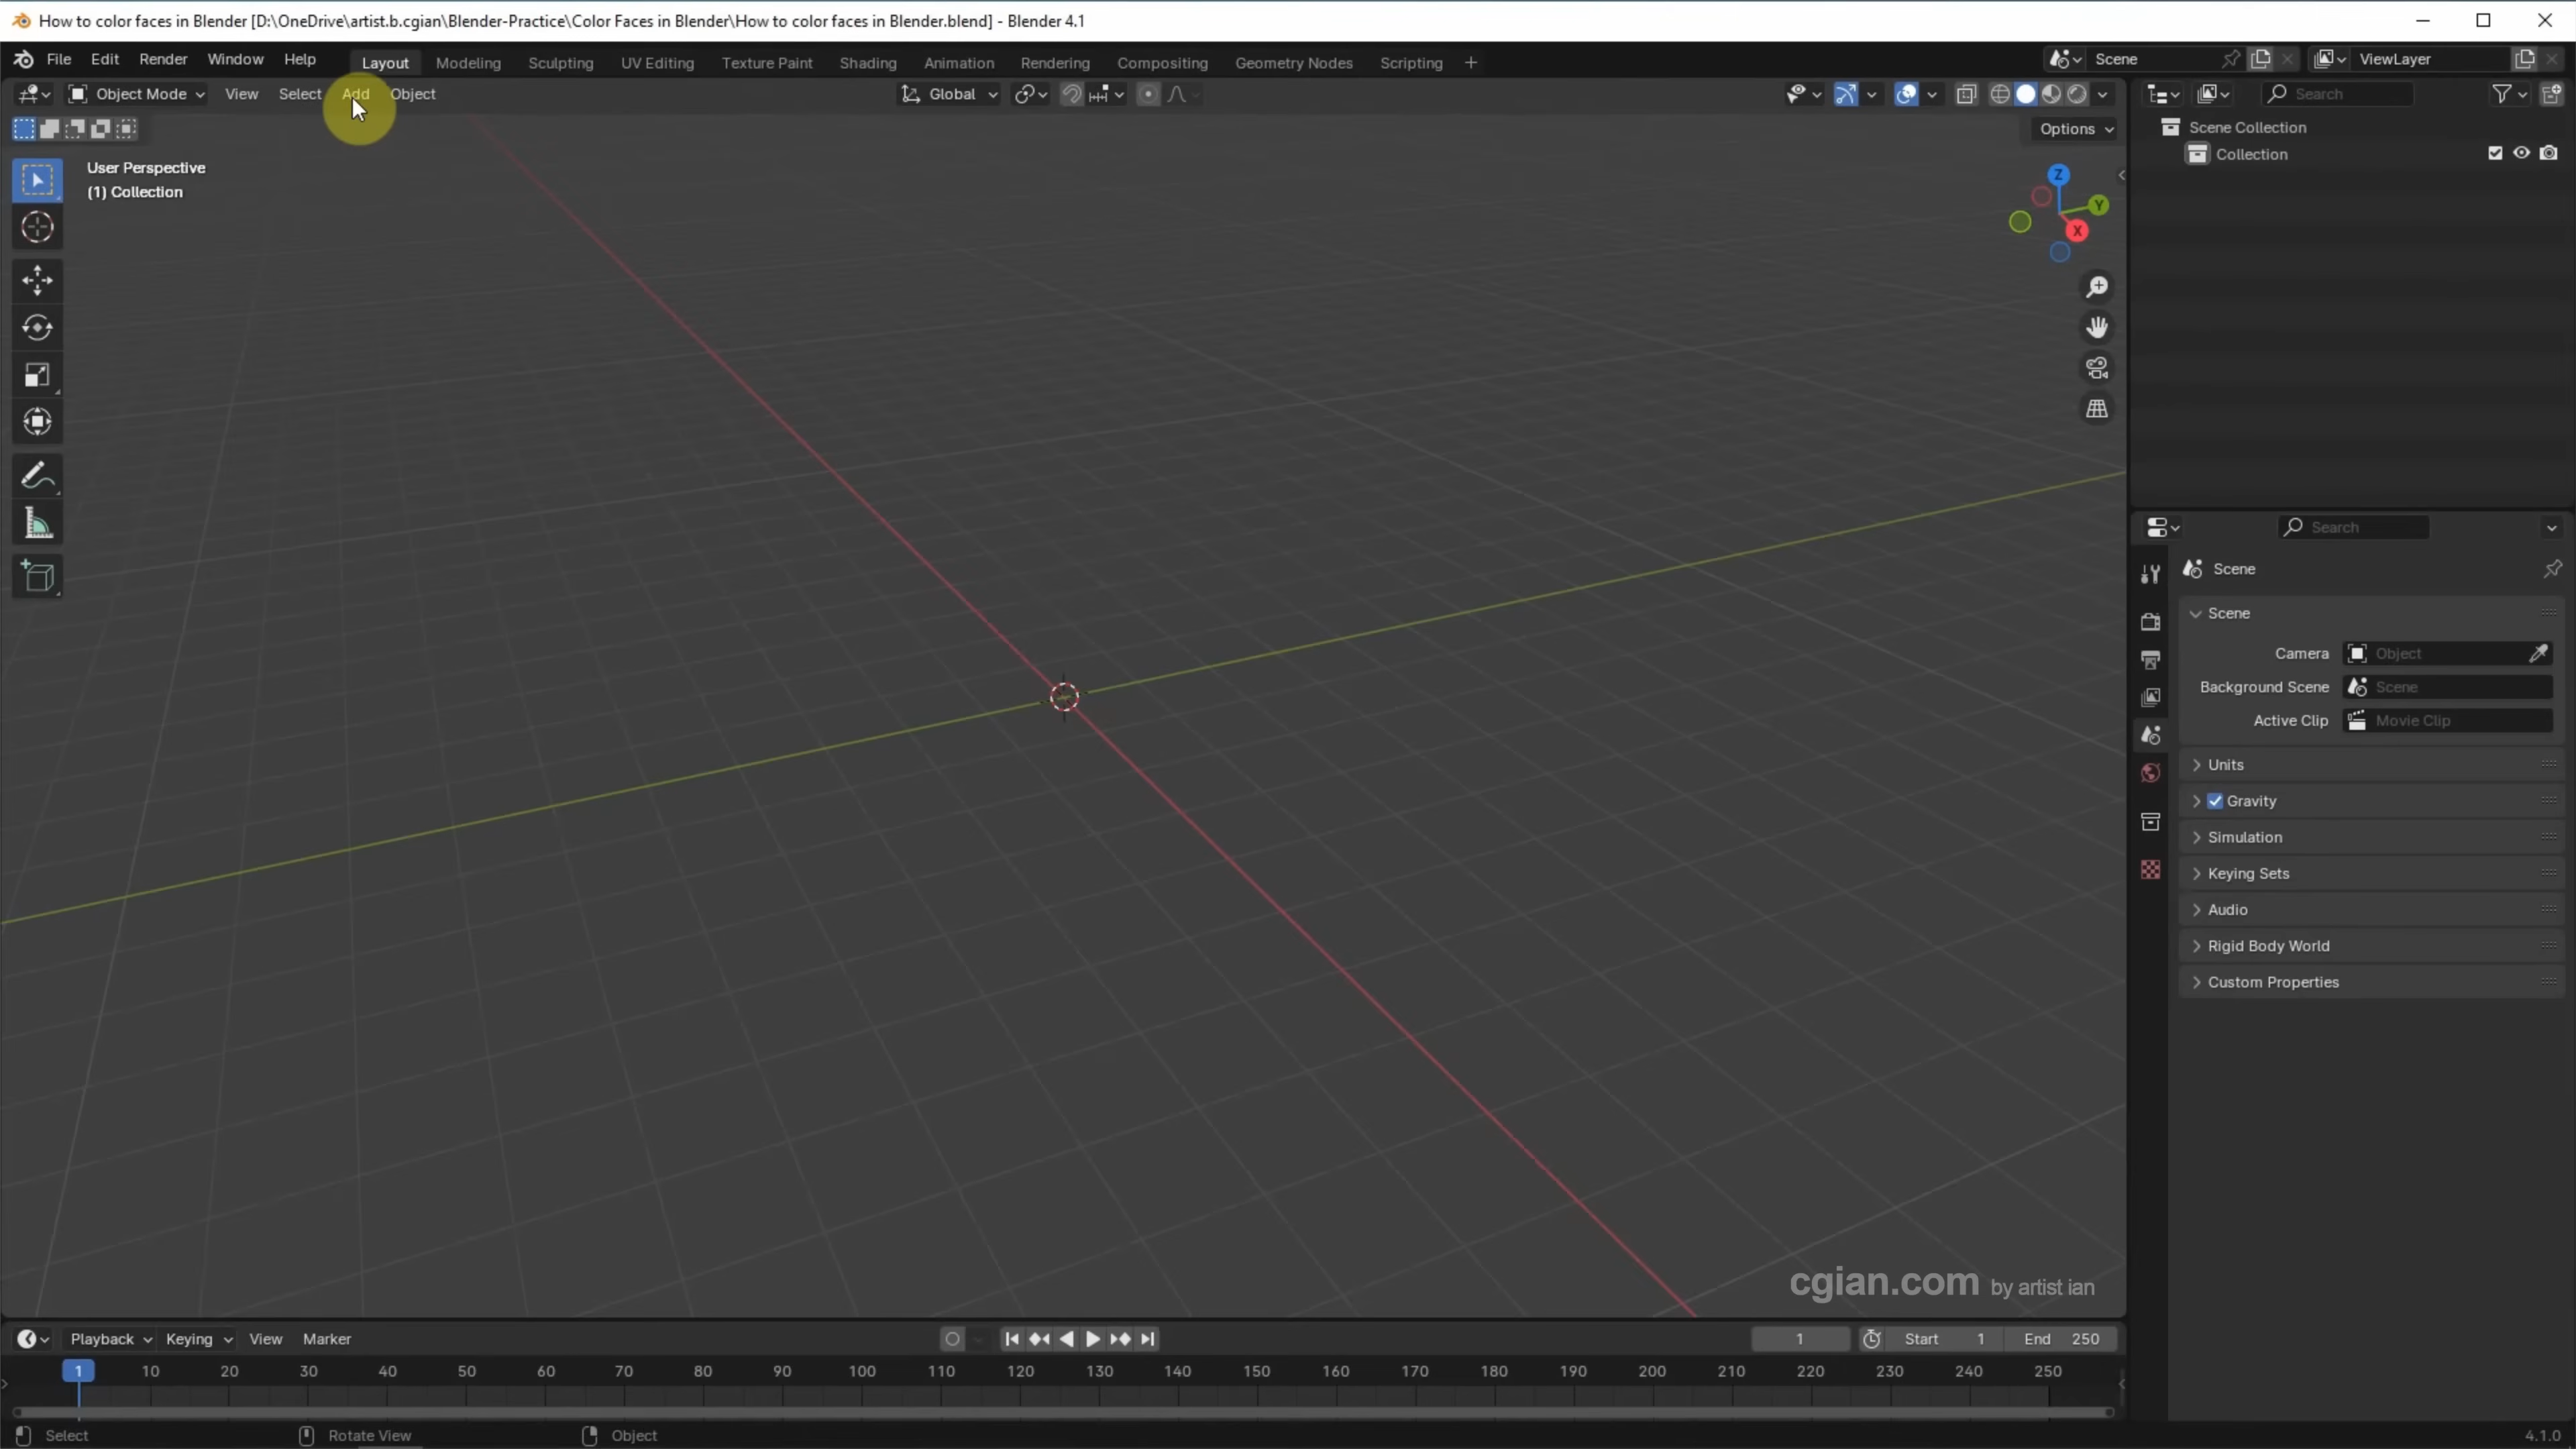 How to color faces in Blender [D:\OneDrive\artist.b.cgian\Blender-Practice\Color Faces in Blender\How to color faces in Blender.blend] - Blender 4.1
File Edit Render Window Help Layout Modeling Sculpting UV Editing Texture Paint Shading Animation Rendering Compositing Geometry Nodes Scripting + Scene ViewLayer
Object Mode View Select Add Object Global Search
Options
Scene Collection
Collection
User Perspective
(1) Collection
Z
Y
X
Search
Scene
Scene
Camera Object
Background Scene Scene
Active Clip Movie Clip
Units
Gravity
Simulation
Keying Sets
Audio
Rigid Body World
Custom Properties
cgian.com by artist ian
Playback Keying View Marker 1 Start 1 End 250
1 10 20 30 40 50 60 70 80 90 100 110 120 130 140 150 160 170 180 190 200 210 220 230 240 250
Select Rotate View Object 4.1.0